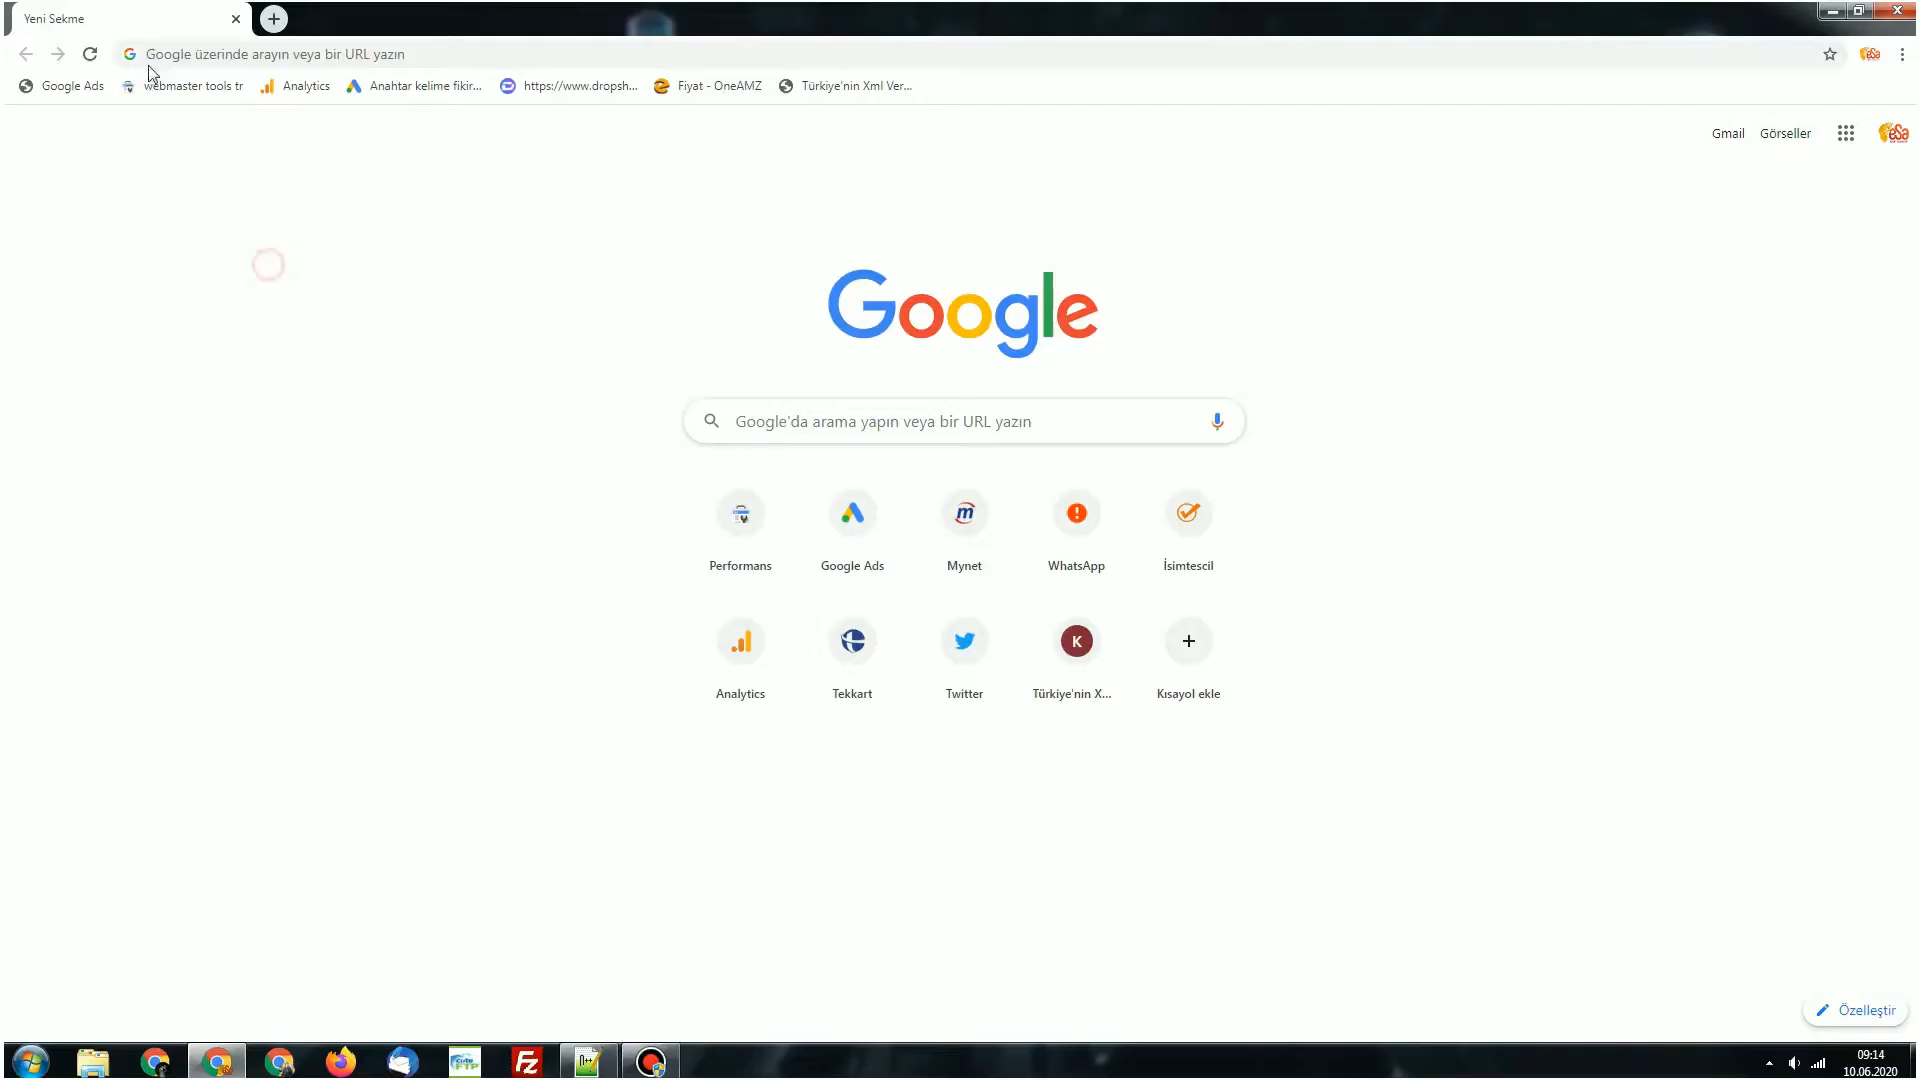 Yeni Sekme
Google üzerinde arayın veya bir URL yazın
Google Ads
webmaster tools tr
Analytics
Anahtar kelime fikir...
https://www.dropsh...
Fiyat - OneAMZ
Türkiye'nin Xml Ver...
Gmail
Görseller
eSa
Google
Google'da arama yapın veya bir URL yazın
Performans
Google Ads
Mynet
WhatsApp
İsimtescil
Analytics
Tekkart
Twitter
K
Türkiye'nin X...
Kısayol ekle
Özelleştir
09:14
10.06.2020